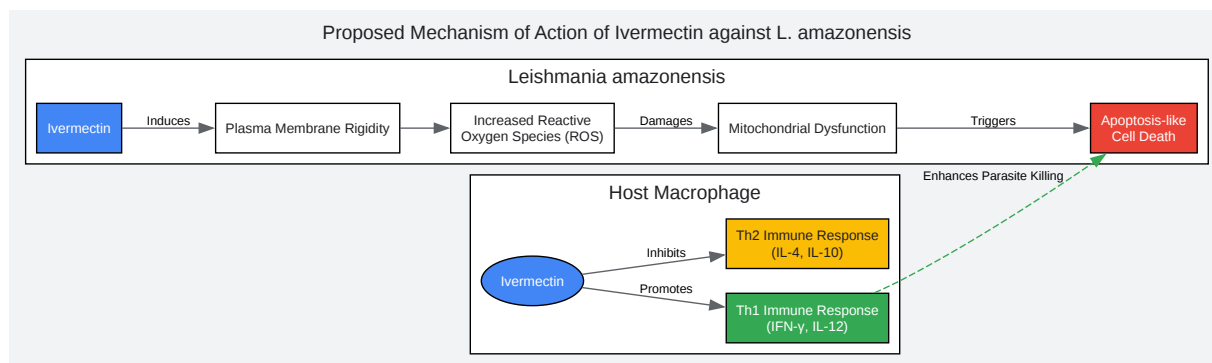 Proposed Mechanism of Action of Ivermectin against L. amazonensis
Leishmania amazonensis
Ivermectin
Induces
Plasma Membrane Rigidity
Increased Reactive
Oxygen Species (ROS)
Damages
Mitochondrial Dysfunction
Triggers
Apoptosis-like
Cell Death
Enhances Parasite Killing
Host Macrophage
Ivermectin
Inhibits
Th2 Immune Response
(IL-4, IL-10)
Promotes
Th1 Immune Response
(IFN-γ, IL-12)